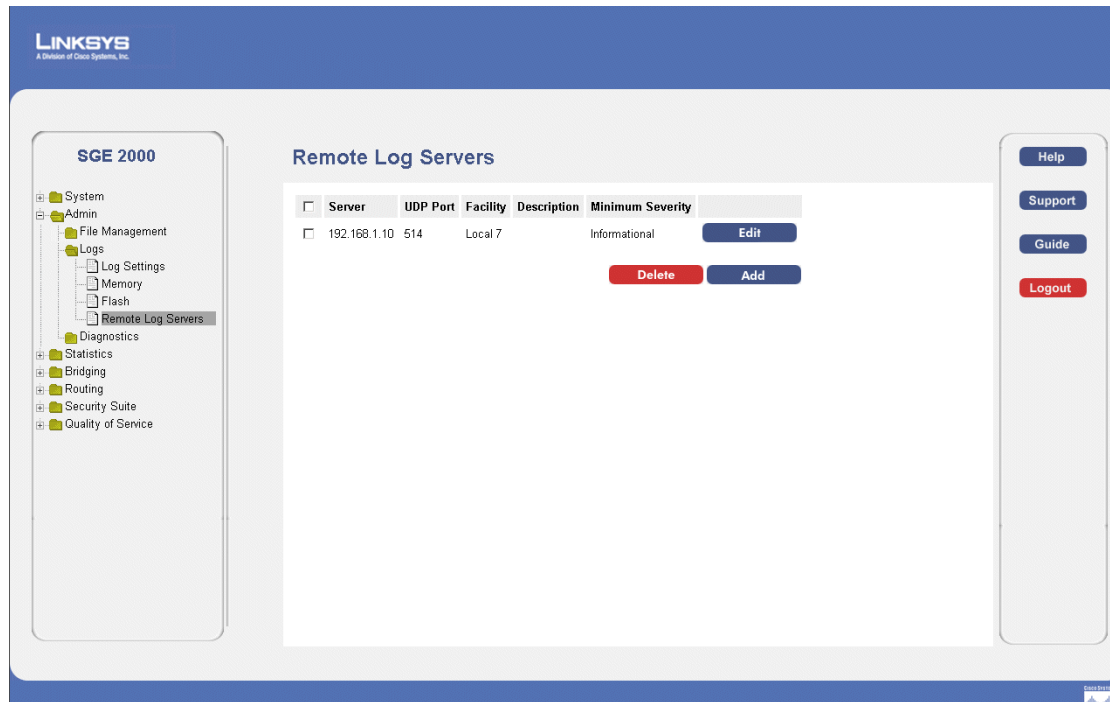 LINKSYS
A Division of Cisco Systems, Inc.
SGE 2000
System
Admin
File Management
Logs
Log Settings
Memory
Flash
Remote Log Servers
Diagnostics
Statistics
Bridging
Routing
Security Suite
Quality of Service
Remote Log Servers
Server UDP Port Facility Description Minimum Severity
192.168.1.10 514 Local 7 Informational Edit
Delete Add
Help
Support
Guide
Logout